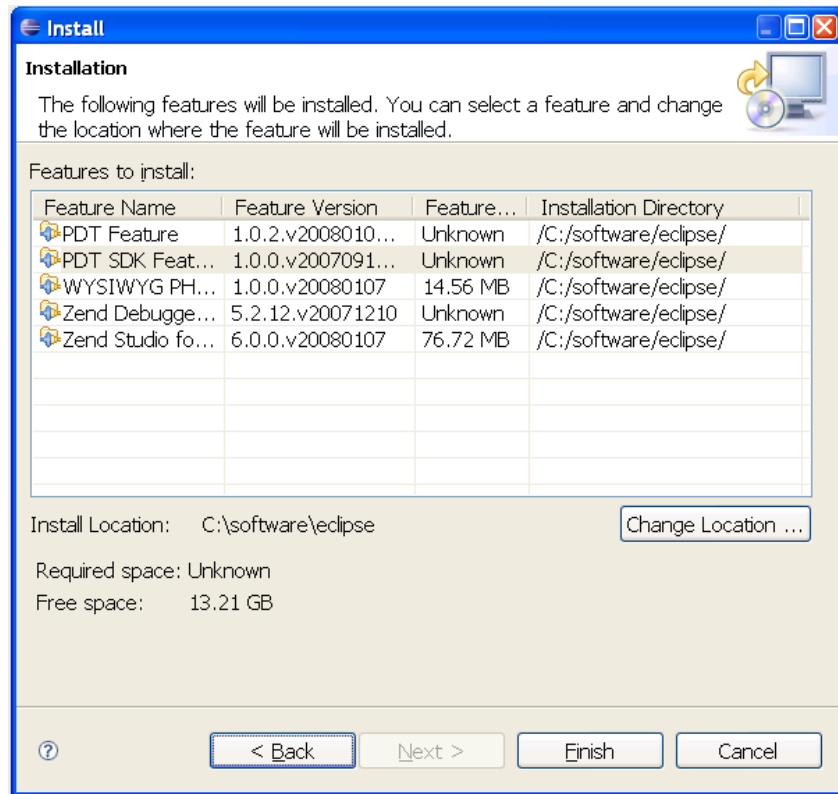 Install
Installation
The following features will be installed. You can select a feature and change
the location where the feature will be installed.
Features to install:
Feature Name Feature Version Feature... Installation Directory
PDT Feature 1.0.2.v2008010... Unknown /C:/software/eclipse/
PDT SDK Feat... 1.0.0.v2007091... Unknown /C:/software/eclipse/
WYSIWYG PH... 1.0.0.v20080107 14.56 MB /C:/software/eclipse/
Zend Debugge... 5.2.12.v20071210 Unknown /C:/software/eclipse/
Zend Studio fo... 6.0.0.v20080107 76.72 MB /C:/software/eclipse/
Install Location: C:\software\eclipse Change Location ...
Required space: Unknown
Free space: 13.21 GB
? < Back Next > Finish Cancel